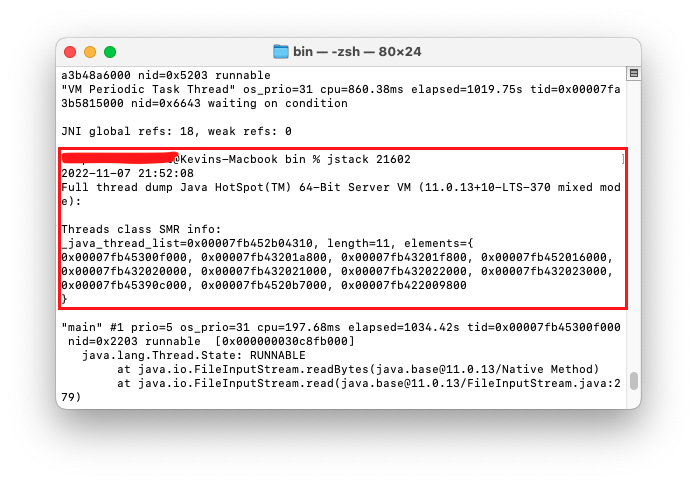 bin — -zsh — 80×24
a3b48a6000 nid=0x5203 runnable
"VM Periodic Task Thread" os_prio=31 cpu=860.38ms elapsed=1019.75s tid=0x00007fa
3b5815000 nid=0x6643 waiting on condition
JNI global refs: 18, weak refs: 0
@Kevins-Macbook bin % jstack 21602
2022-11-07 21:52:08
Full thread dump Java HotSpot(TM) 64-Bit Server VM (11.0.13+10-LTS-370 mixed mod
e):
Threads class SMR info:
_java_thread_list=0x00007fb452b04310, length=11, elements={
0x00007fb45300f000, 0x00007fb43201a800, 0x00007fb43201f800, 0x00007fb452016000,
0x00007fb432020000, 0x00007fb432021000, 0x00007fb432022000, 0x00007fb432023000,
0x00007fb45390c000, 0x00007fb4520b7000, 0x00007fb422009800
}
"main" #1 prio=5 os_prio=31 cpu=197.68ms elapsed=1034.42s tid=0x00007fb45300f000
nid=0x2203 runnable  [0x000000030c8fb000]
java.lang.Thread.State: RUNNABLE
at java.io.FileInputStream.readBytes(java.base@11.0.13/Native Method)
at java.io.FileInputStream.read(java.base@11.0.13/FileInputStream.java:2
79)